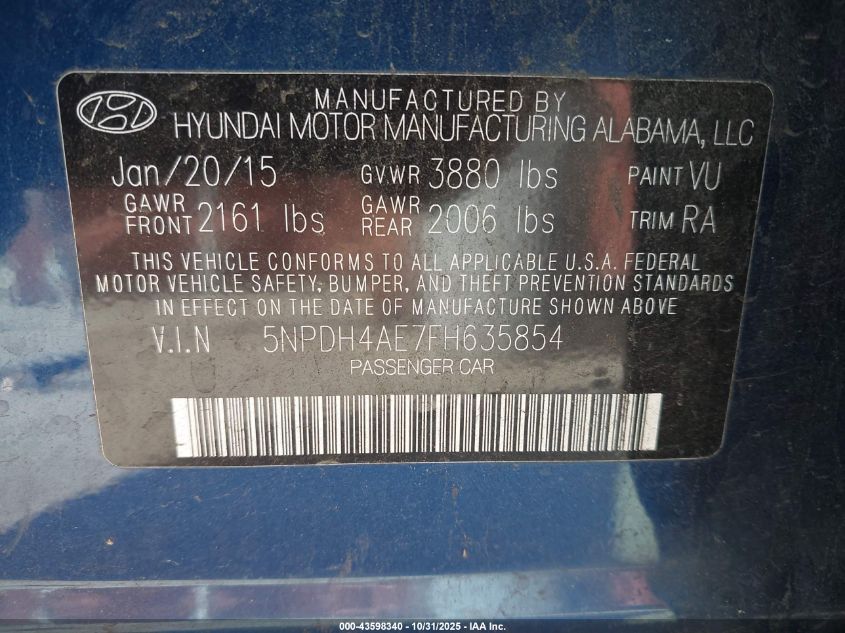 MANUFACTURED BY
HYUNDAI MOTOR MANUFACTURING ALABAMA, LLC
Jan/20/15 GVWR 3880 lbs PAINT VU
GAWR FRONT 2161 lbs GAWR REAR 2006 lbs TRIM RA
THIS VEHICLE CONFORMS TO ALL APPLICABLE U.S.A. FEDERAL
MOTOR VEHICLE SAFETY, BUMPER, AND THEFT PREVENTION STANDARDS
IN EFFECT ON THE DATE OF MANUFACTURE SHOWN ABOVE
V.I.N 5NPDH4AE7FH635854
PASSENGER CAR
000-43598340 - 10/31/2025 - IAA Inc.